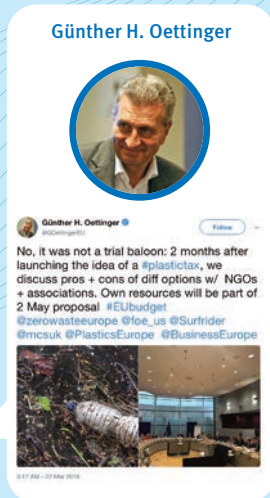 Günther H. Oettinger
Günther H. Oettinger
@GOettingerEU
Follow
No, it was not a trial baloon: 2 months after
launching the idea of a #plastictax, we
discuss pros + cons of diff options w/ NGOs
+ associations. Own resources will be part of
2 May proposal #EUbudget
@zerowasteeurope @foe_us @Surfrider
@mcsuk @PlasticsEurope @BusinessEurope